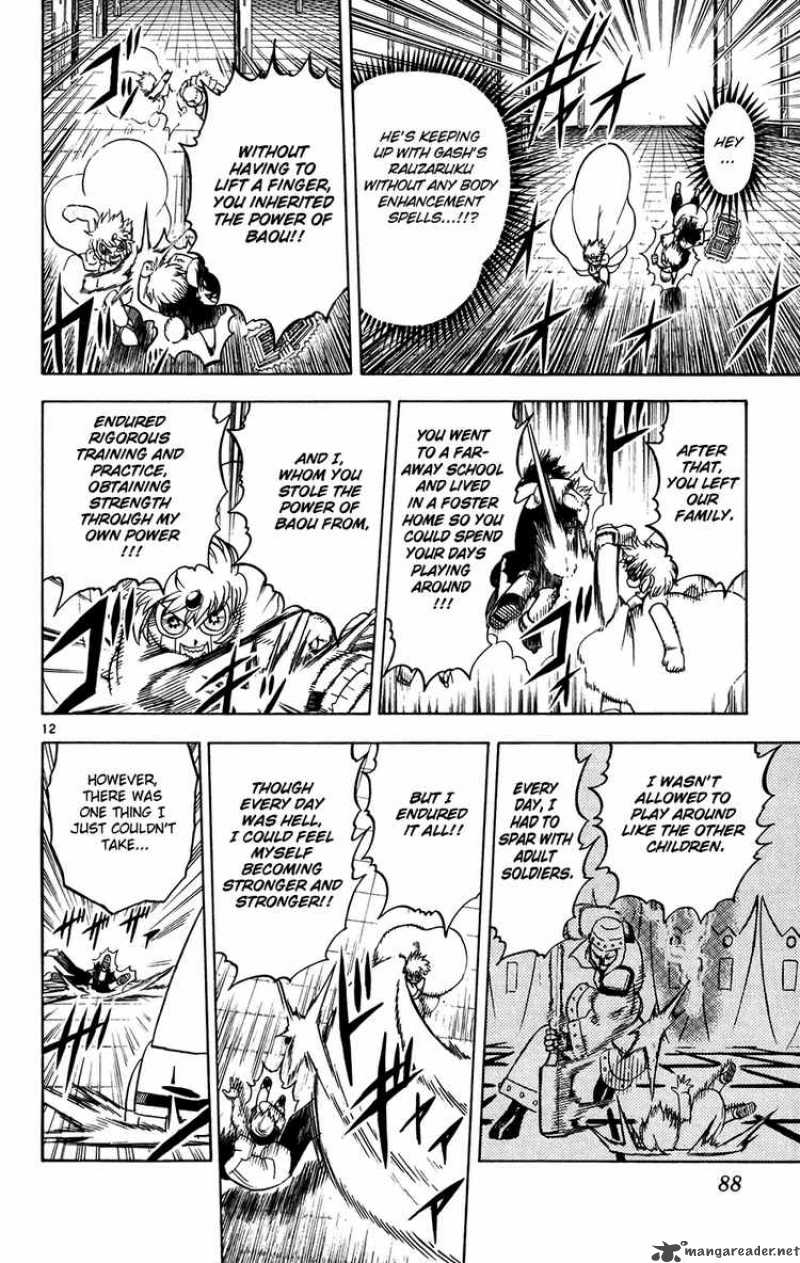 HEY
...
HE'S KEEPING
UP WITH GASH'S
RAUZARUKU
WITHOUT ANY BODY
ENHANCEMENT
SPELLS...!!?
WITHOUT
HAVING TO
LIFT A FINGER,
YOU INHERITED
THE POWER OF
BAOU!!
AFTER
THAT,
YOU LEFT
OUR
FAMILY.
YOU WENT
TO A FAR-
AWAY SCHOOL
AND LIVED
IN A FOSTER
HOME SO YOU
COULD SPEND
YOUR DAYS
PLAYING
AROUND
!!!
AND I,
WHOM YOU
STOLE THE
POWER OF
BAOU FROM,
ENDURED
RIGOROUS
TRAINING AND
PRACTICE,
OBTAINING
STRENGTH
THROUGH MY
OWN POWER
!!!
12
I WASN'T
ALLOWED TO
PLAY AROUND
LIKE THE OTHER
CHILDREN.
EVERY
DAY, I
HAD TO
SPAR WITH
ADULT
SOLDIERS.
BUT I
ENDURED
IT ALL!!
THOUGH
EVERY DAY
WAS HELL,
I COULD FEEL
MYSELF
BECOMING
STRONGER AND
STRONGER!!
HOWEVER,
THERE WAS
ONE THING I
JUST COULDN'T
TAKE...
88
mangareader.net